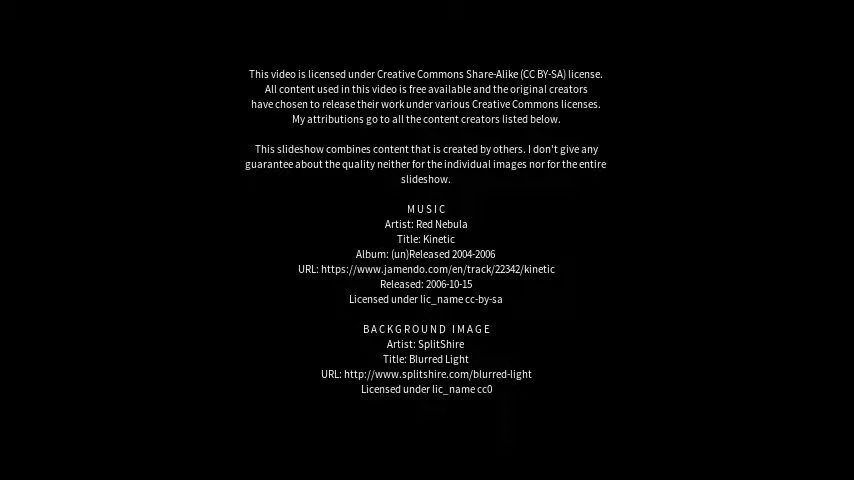 This video is licensed under Creative Commons Share-Alike (CC BY-SA) license.
All content used in this video is free available and the original creators
have chosen to release their work under various Creative Commons licenses.
My attributions go to all the content creators listed below.
This slideshow combines content that is created by others. I don't give any
guarantee about the quality neither for the individual images nor for the entire
slideshow.
MUSIC
Artist: Red Nebula
Title: Kinetic
Album: (un)Released 2004-2006
URL: https://www.jamendo.com/en/track/22342/kinetic
Released: 2006-10-15
Licensed under lic_name cc-by-sa
BACKGROUND IMAGE
Artist: SplitShire
Title: Blurred Light
URL: http://www.splitshire.com/blurred-light
Licensed under lic_name cc0